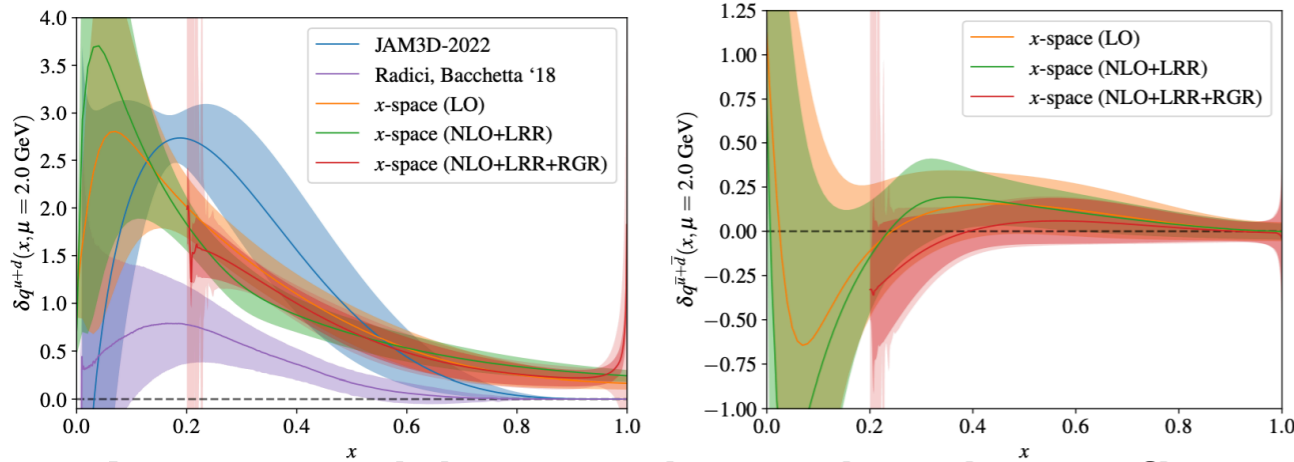 4.0
3.5
3.0
2.5
2.0
1.5
1.0
0.5
0.0
δq^{u+d}(x, μ = 2.0 GeV)
JAM3D-2022
Radici, Bacchetta ‘18
x-space (LO)
x-space (NLO+LRR)
x-space (NLO+LRR+RGR)
0.0 0.2 0.4 0.6 0.8 1.0
x
1.25
1.00
0.75
0.50
0.25
0.00
−0.25
−0.50
−0.75
−1.00
δq^{ū+d̄}(x, μ = 2.0 GeV)
x-space (LO)
x-space (NLO+LRR)
x-space (NLO+LRR+RGR)
0.0 0.2 0.4 0.6 0.8 1.0
x